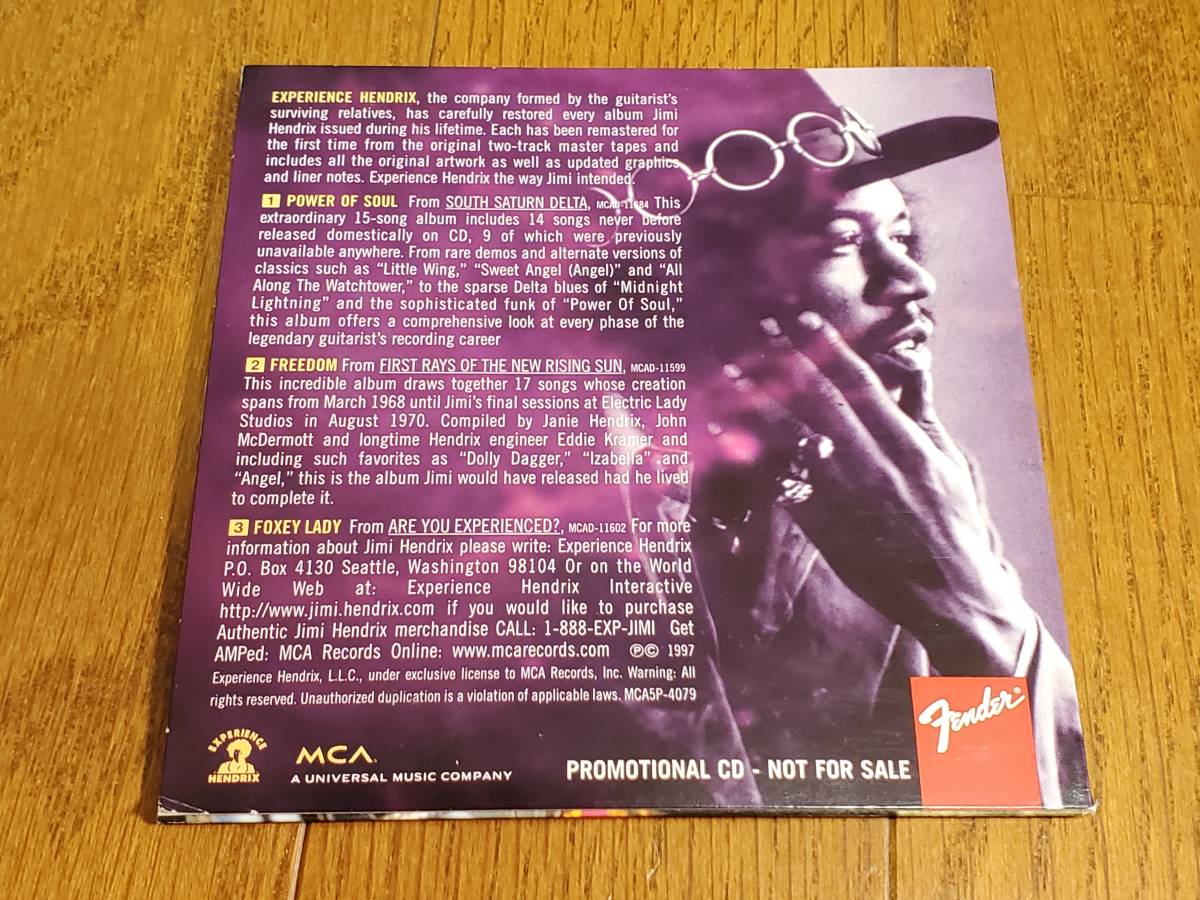 EXPERIENCE HENDRIX, the company formed by the guitarist's
surviving relatives, has carefully restored every album Jimi
Hendrix issued during his lifetime. Each has been remastered for
the first time from the original two-track master tapes and
includes all the original artwork as well as updated graphics
and liner notes. Experience Hendrix the way Jimi intended.
1 POWER OF SOUL From SOUTH SATURN DELTA, MCAD-11684 This
extraordinary 15-song album includes 14 songs never before
released domestically on CD, 9 of which were previously
unavailable anywhere. From rare demos and alternate versions of
classics such as “Little Wing,” “Sweet Angel (Angel)” and “All
Along The Watchtower,” to the sparse Delta blues of “Midnight
Lightning” and the sophisticated funk of “Power Of Soul,”
this album offers a comprehensive look at every phase of the
legendary guitarist's recording career
2 FREEDOM From FIRST RAYS OF THE NEW RISING SUN, MCAD-11599
This incredible album draws together 17 songs whose creation
spans from March 1968 until Jimi's final sessions at Electric Lady
Studios in August 1970. Compiled by Janie Hendrix, John
McDermott and longtime Hendrix engineer Eddie Kramer and
including such favorites as “Dolly Dagger,” “Izabella” and
“Angel,” this is the album Jimi would have released had he lived
to complete it.
3 FOXEY LADY From ARE YOU EXPERIENCED?, MCAD-11602 For more
information about Jimi Hendrix please write: Experience Hendrix
P.O. Box 4130 Seattle, Washington 98104 Or on the World
Wide Web at: Experience Hendrix Interactive
http://www.jimi.hendrix.com if you would like to purchase
Authentic Jimi Hendrix merchandise CALL: 1-888-EXP-JIMI Get
AMPed: MCA Records Online: www.mcarecords.com ℗© 1997
Experience Hendrix, L.L.C., under exclusive license to MCA Records, Inc. Warning: All
rights reserved. Unauthorized duplication is a violation of applicable laws. MCA5P-4079
EXPERIENCE
HENDRIX
MCA.
A UNIVERSAL MUSIC COMPANY
PROMOTIONAL CD - NOT FOR SALE
Fender®